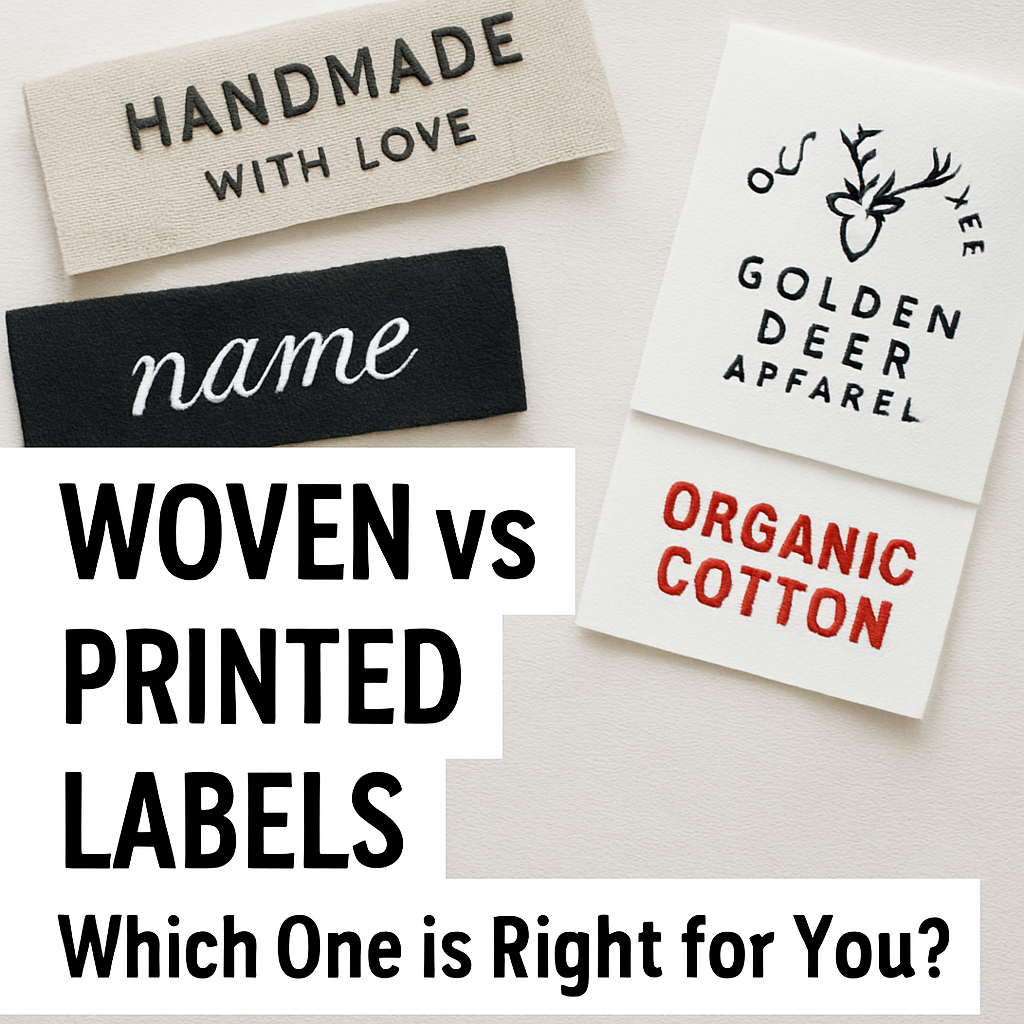 HANDMADE
WITH LOVE
name
GOLDEN
DEER
APFAREL
ORGANIC
COTTON
WOVEN vs
PRINTED
LABELS
Which One is Right for You?